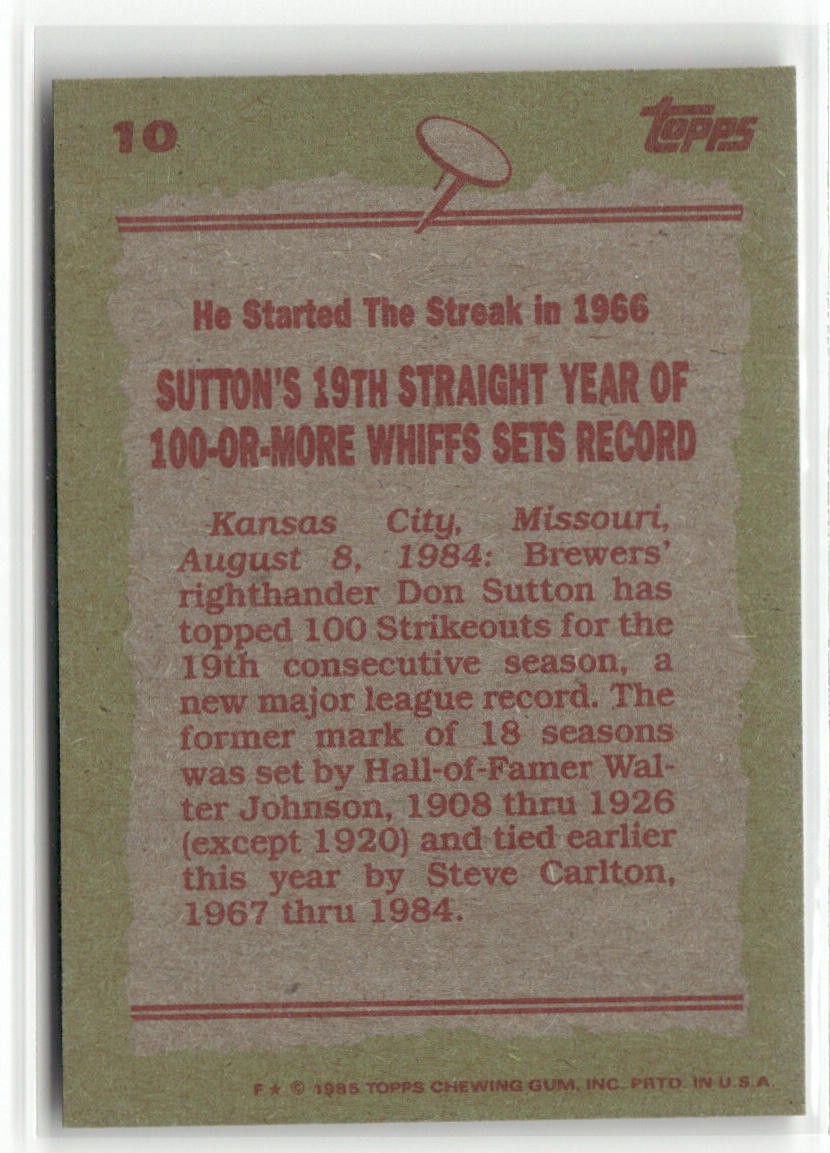 10
Topps
He Started The Streak in 1966
SUTTON'S 19TH STRAIGHT YEAR OF
100-OR-MORE WHIFFS SETS RECORD
Kansas City, Missouri,
August 8, 1984: Brewers'
righthander Don Sutton has
topped 100 Strikeouts for the
19th consecutive season, a
new major league record. The
former mark of 18 seasons
was set by Hall-of-Famer Wal-
ter Johnson, 1908 thru 1926
(except 1920) and tied earlier
this year by Steve Carlton,
1967 thru 1984.
F ★ © 1985 TOPPS CHEWING GUM, INC. PRTD. IN U.S.A.